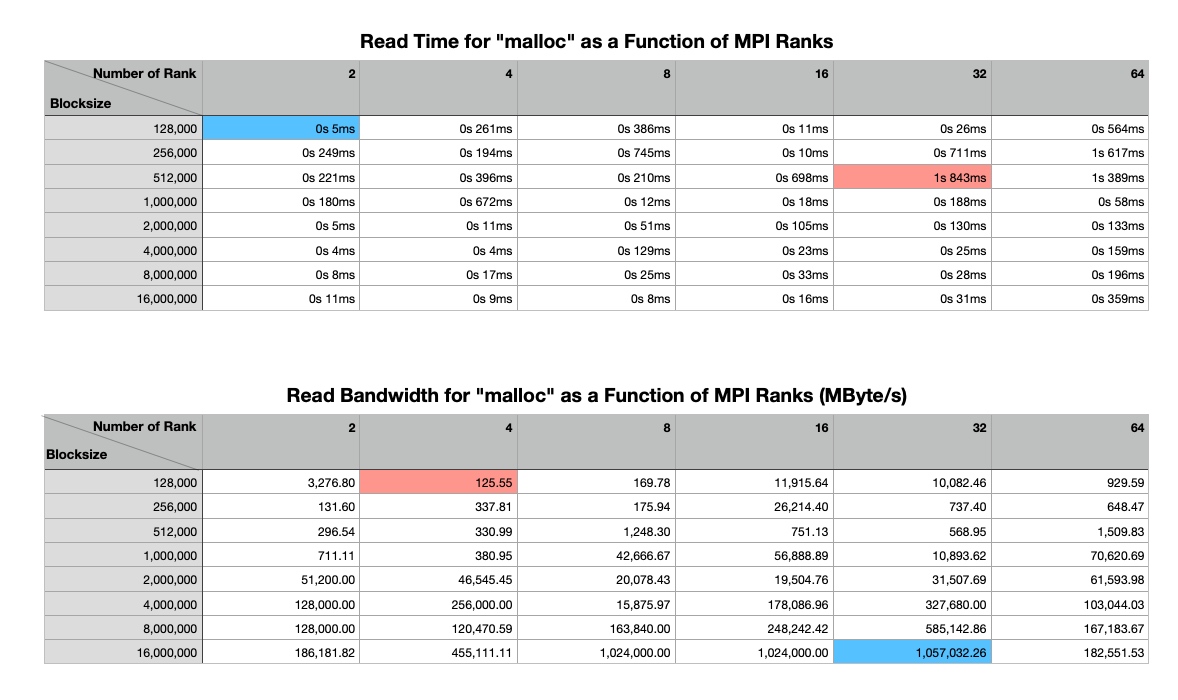 Read Time for "malloc" as a Function of MPI Ranks
Number of Rank 2 4 8 16 32 64
Blocksize
128,000 0s 5ms 0s 261ms 0s 386ms 0s 11ms 0s 26ms 0s 564ms
256,000 0s 249ms 0s 194ms 0s 745ms 0s 10ms 0s 711ms 1s 617ms
512,000 0s 221ms 0s 396ms 0s 210ms 0s 698ms 1s 843ms 1s 389ms
1,000,000 0s 180ms 0s 672ms 0s 12ms 0s 18ms 0s 188ms 0s 58ms
2,000,000 0s 5ms 0s 11ms 0s 51ms 0s 105ms 0s 130ms 0s 133ms
4,000,000 0s 4ms 0s 4ms 0s 129ms 0s 23ms 0s 25ms 0s 159ms
8,000,000 0s 8ms 0s 17ms 0s 25ms 0s 33ms 0s 28ms 0s 196ms
16,000,000 0s 11ms 0s 9ms 0s 8ms 0s 16ms 0s 31ms 0s 359ms
Read Bandwidth for "malloc" as a Function of MPI Ranks (MByte/s)
Number of Rank 2 4 8 16 32 64
Blocksize
128,000 3,276.80 125.55 169.78 11,915.64 10,082.46 929.59
256,000 131.60 337.81 175.94 26,214.40 737.40 648.47
512,000 296.54 330.99 1,248.30 751.13 568.95 1,509.83
1,000,000 711.11 380.95 42,666.67 56,888.89 10,893.62 70,620.69
2,000,000 51,200.00 46,545.45 20,078.43 19,504.76 31,507.69 61,593.98
4,000,000 128,000.00 256,000.00 15,875.97 178,086.96 327,680.00 103,044.03
8,000,000 128,000.00 120,470.59 163,840.00 248,242.42 585,142.86 167,183.67
16,000,000 186,181.82 455,111.11 1,024,000.00 1,024,000.00 1,057,032.26 182,551.53